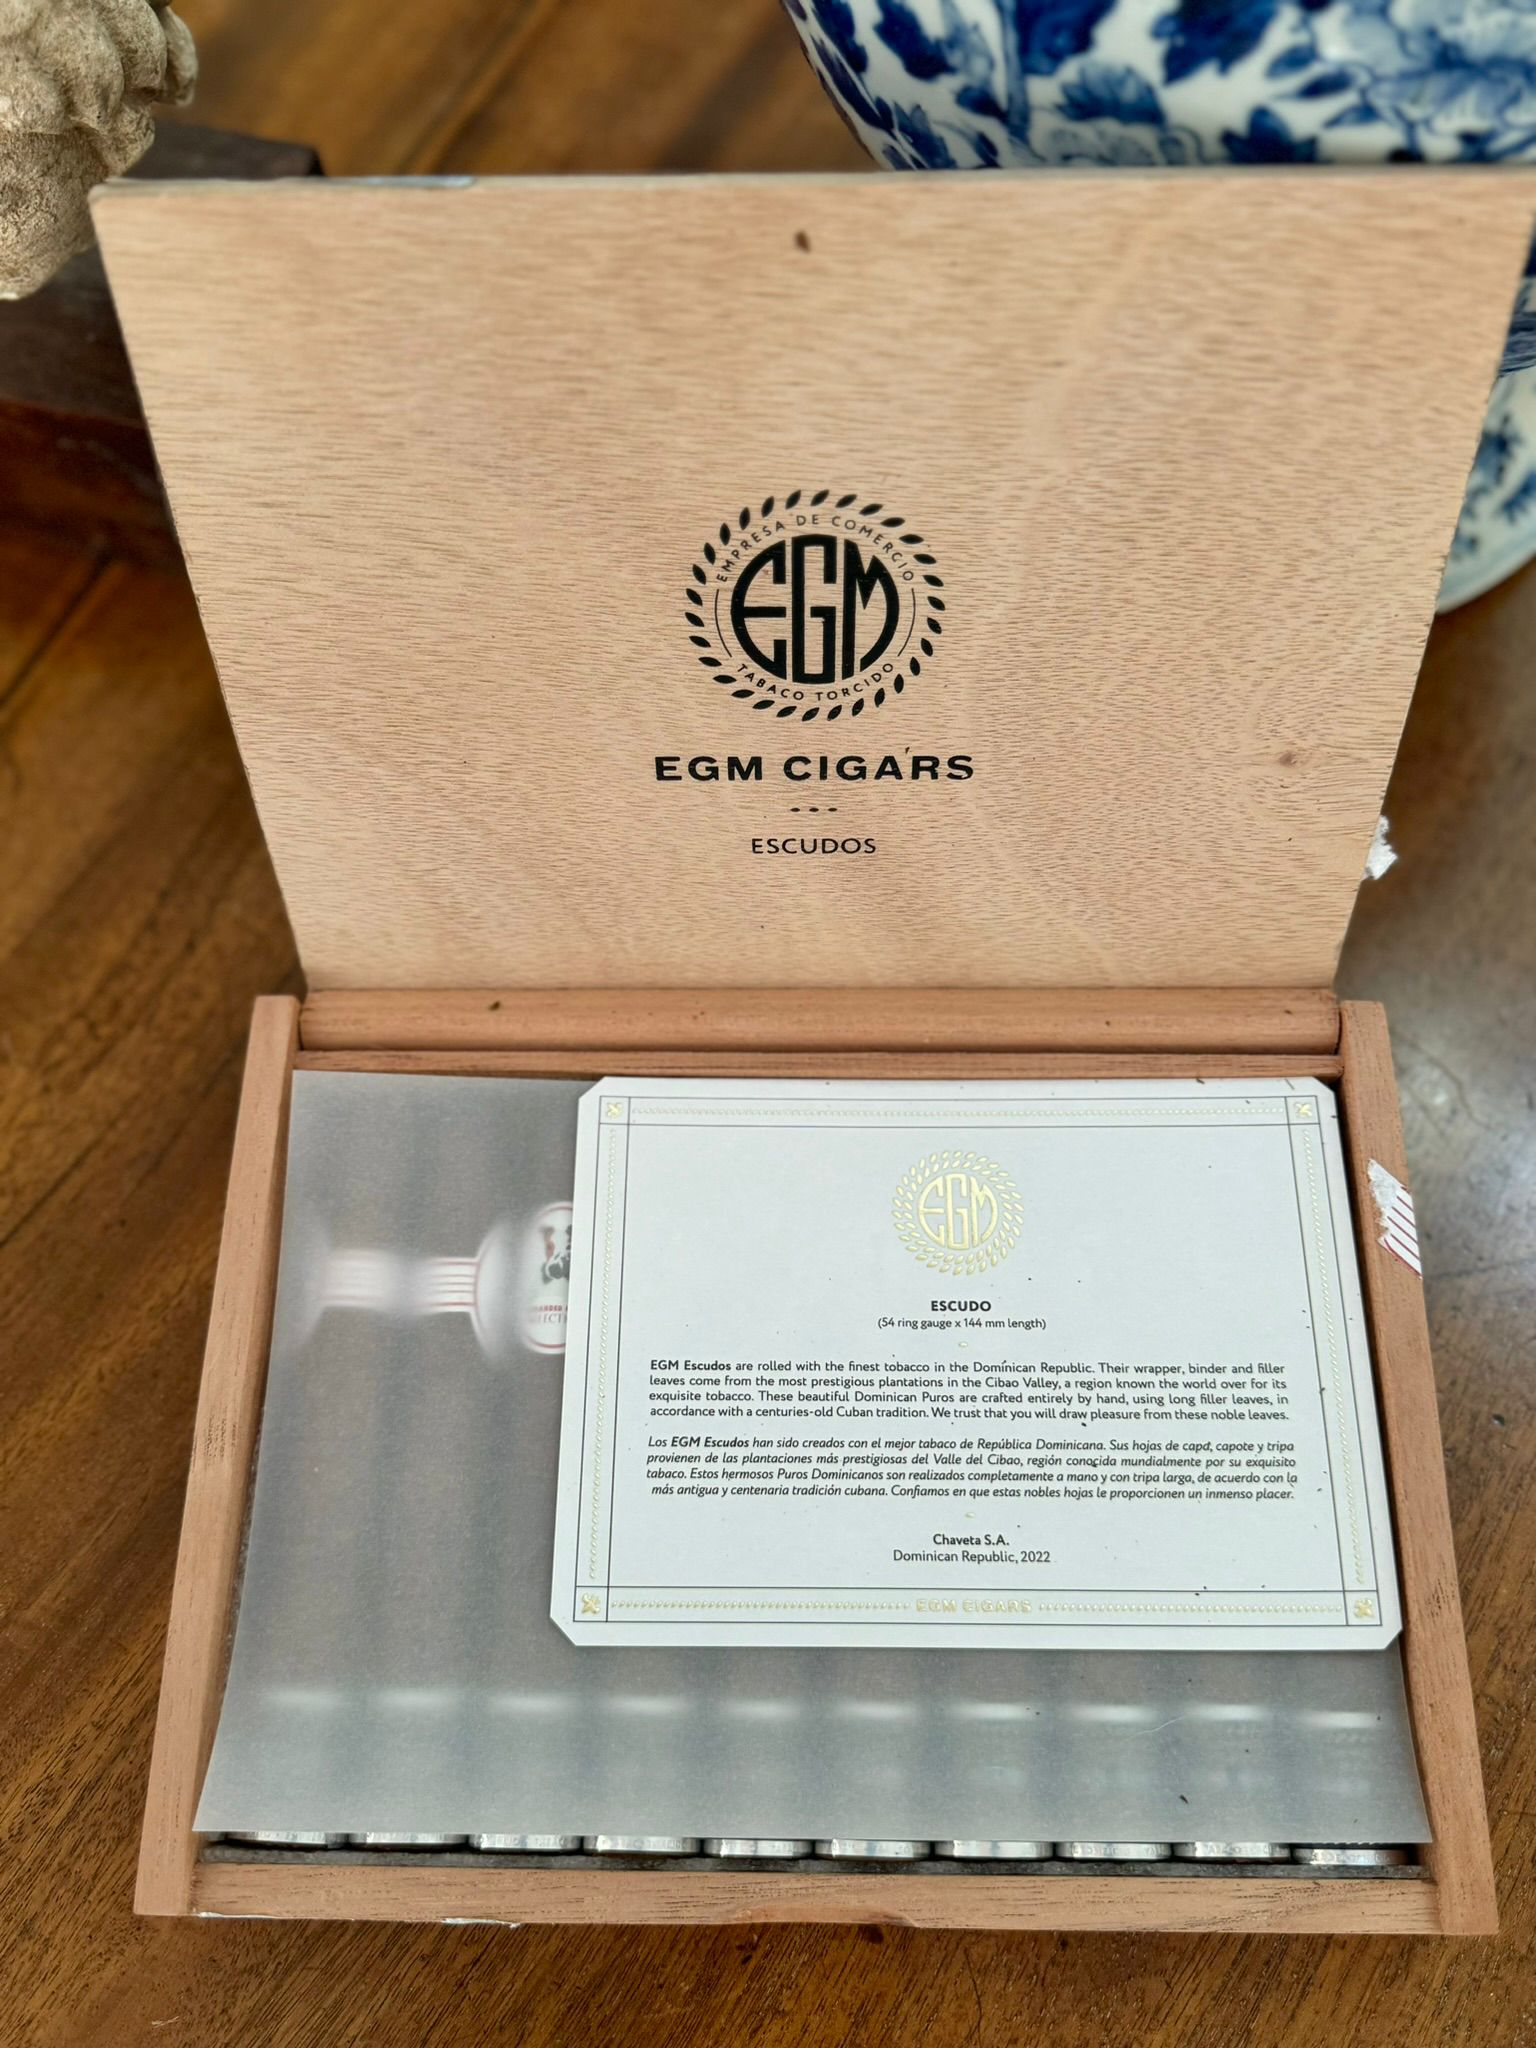 EMPRESA DE COMERCIO
EGM
TABACO TORCIDO
EGM CIGARS
ESCUDOS
EGM
ESCUDO
(54 ring gauge x 144 mm length)
EGM Escudos are rolled with the finest tobacco in the Dominican Republic. Their wrapper, binder and filler
leaves come from the most prestigious plantations in the Cibao Valley, a region known the world over for its
exquisite tobacco. These beautiful Dominican Puros are crafted entirely by hand, using long filler leaves, in
accordance with a centuries-old Cuban tradition. We trust that you will draw pleasure from these noble leaves.
Los EGM Escudos han sido creados con el mejor tabaco de República Dominicana. Sus hojas de capa, capote y tripa
provienen de las plantaciones más prestigiosas del Valle del Cibao, región conocida mundialmente por su exquisito
tabaco. Estos hermosos Puros Dominicanos son realizados completamente a mano y con tripa larga, de acuerdo con la
más antigua y centenaria tradición cubana. Confiamos en que estas nobles hojas le proporcionen un inmenso placer.
Chaveta S.A.
Dominican Republic, 2022
EGM CIGARS